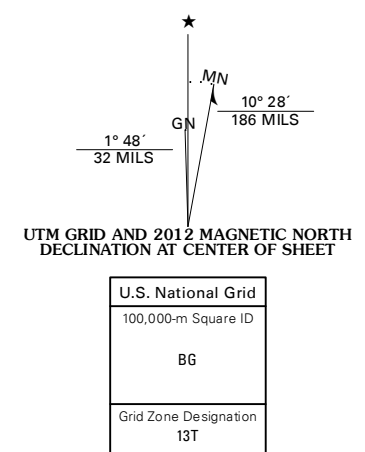 ★
MN
10° 28´
186 MILS
GN
1° 48´
32 MILS
UTM GRID AND 2012 MAGNETIC NORTH
DECLINATION AT CENTER OF SHEET
U.S. National Grid
100,000-m Square ID
BG
Grid Zone Designation
13T